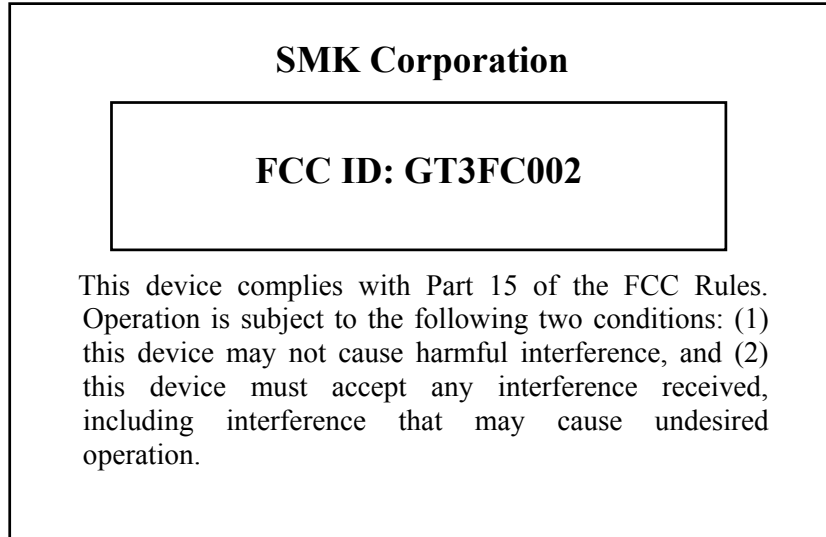 SMK Corporation
FCC ID: GT3FC002
This device complies with Part 15 of the FCC Rules.
Operation is subject to the following two conditions: (1)
this device may not cause harmful interference, and (2)
this device must accept any interference received,
including interference that may cause undesired
operation.